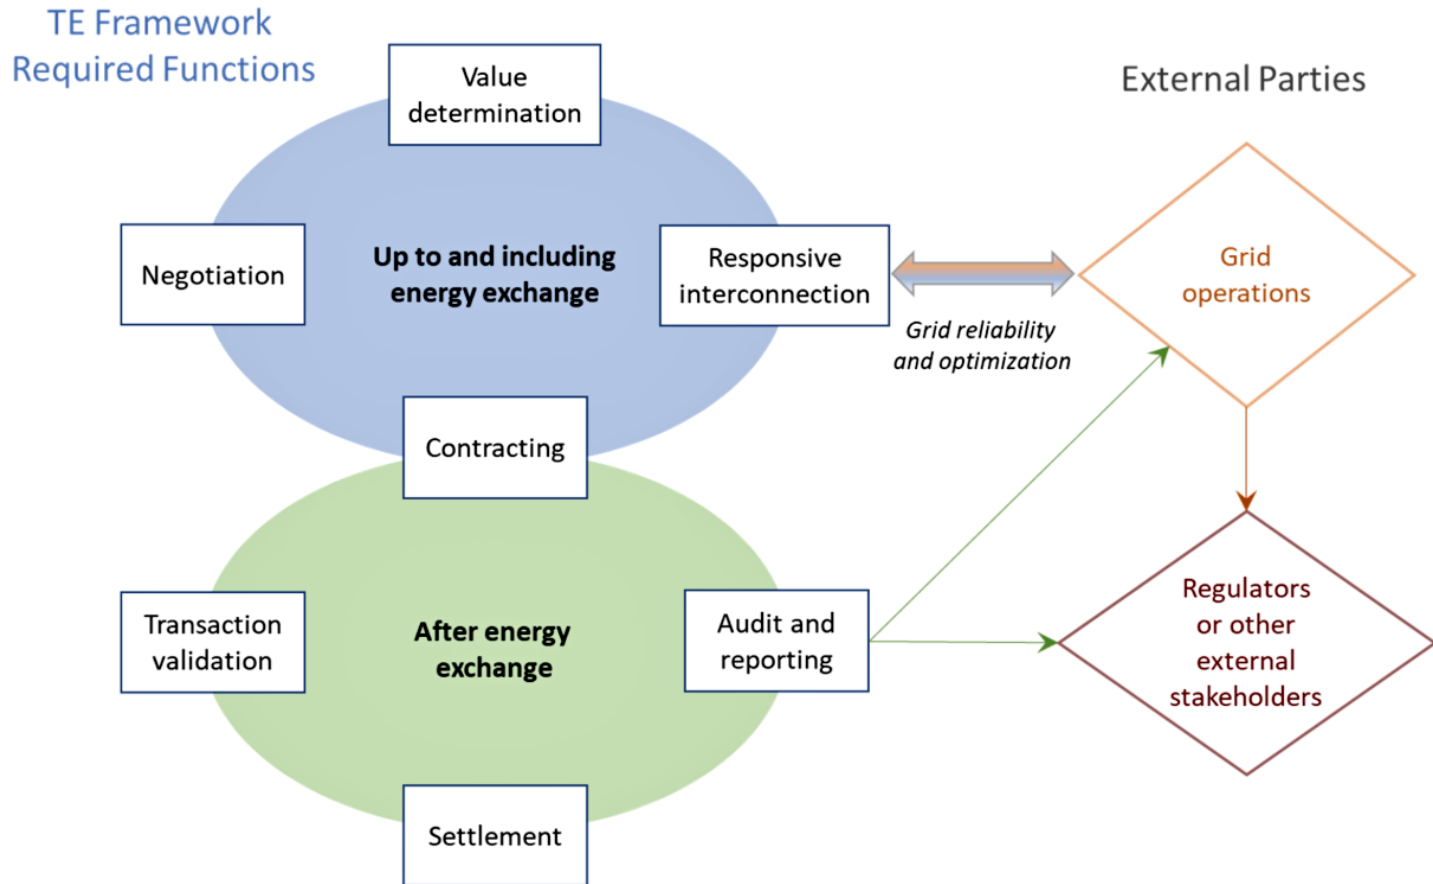 TE Framework
Required Functions
External Parties
Value
determination
Negotiation
Up to and including
energy exchange
Responsive
interconnection
Grid reliability
and optimization
Grid
operations
Contracting
Transaction
validation
After energy
exchange
Audit and
reporting
Regulators
or other
external
stakeholders
Settlement